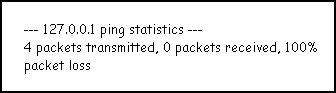 --- 127.0.0.1 ping statistics ---
4 packets transmitted, 0 packets received, 100%
packet loss